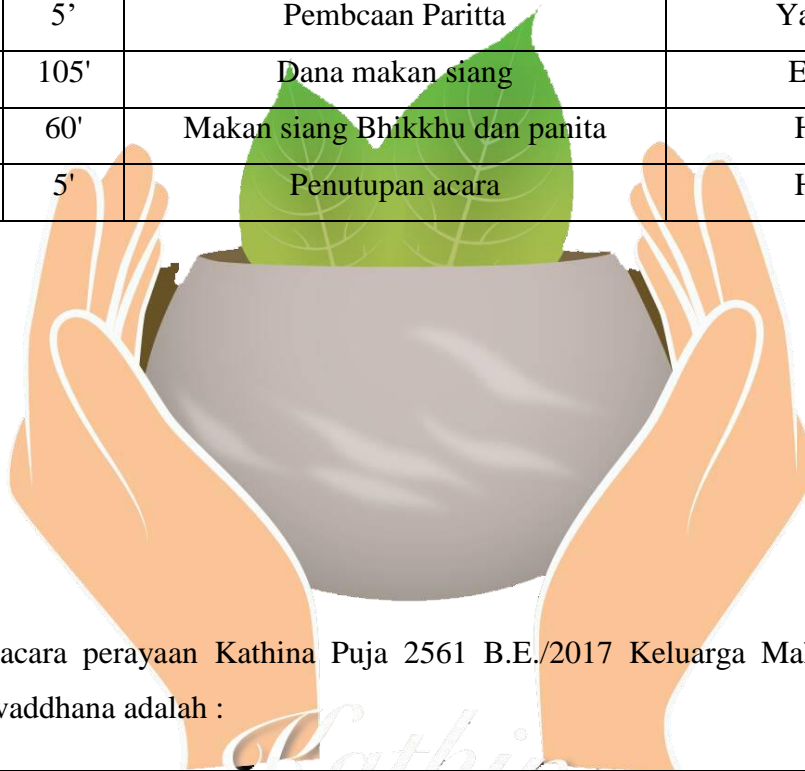 5’ Pembcaan Paritta
105' Dana makan siang
60' Makan siang Bhikkhu dan panita
5' Penutupan acara
acara perayaan Kathina Puja 2561 B.E./2017 Keluarga
vaddhana adalah :